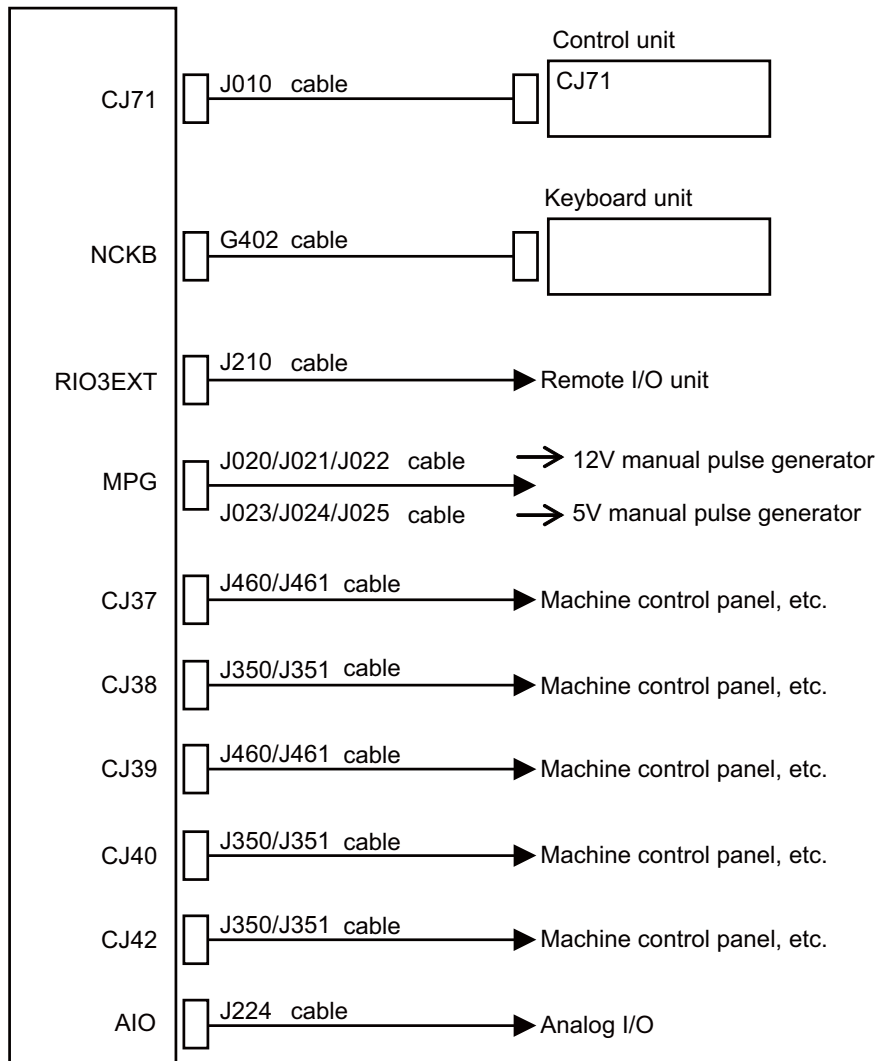 Control unit
CJ71 J010 cable CJ71
Keyboard unit
NCKB G402 cable
RIO3EXT J210 cable Remote I/O unit
J020/J021/J022 cable → 12V manual pulse generator
MPG
J023/J024/J025 cable → 5V manual pulse generator
CJ37 J460/J461 cable Machine control panel, etc.
CJ38 J350/J351 cable Machine control panel, etc.
CJ39 J460/J461 cable Machine control panel, etc.
CJ40 J350/J351 cable Machine control panel, etc.
CJ42 J350/J351 cable Machine control panel, etc.
AIO J224 cable Analog I/O